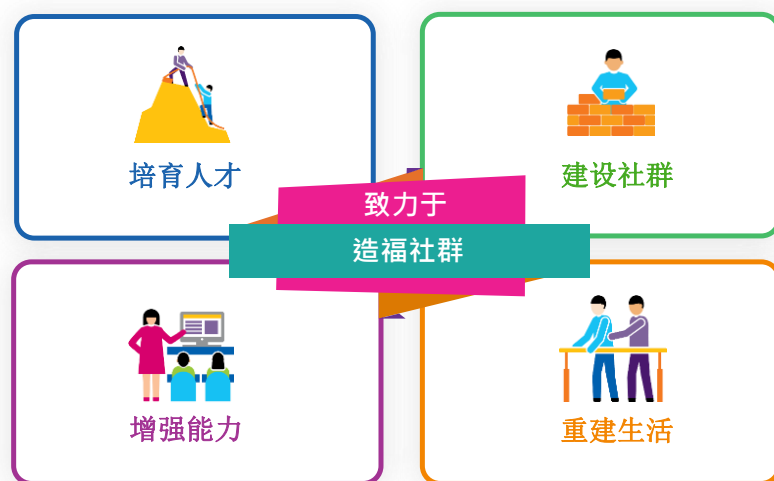 培育人才
建设社群
致力于
造福社群
增强能力
重建生活